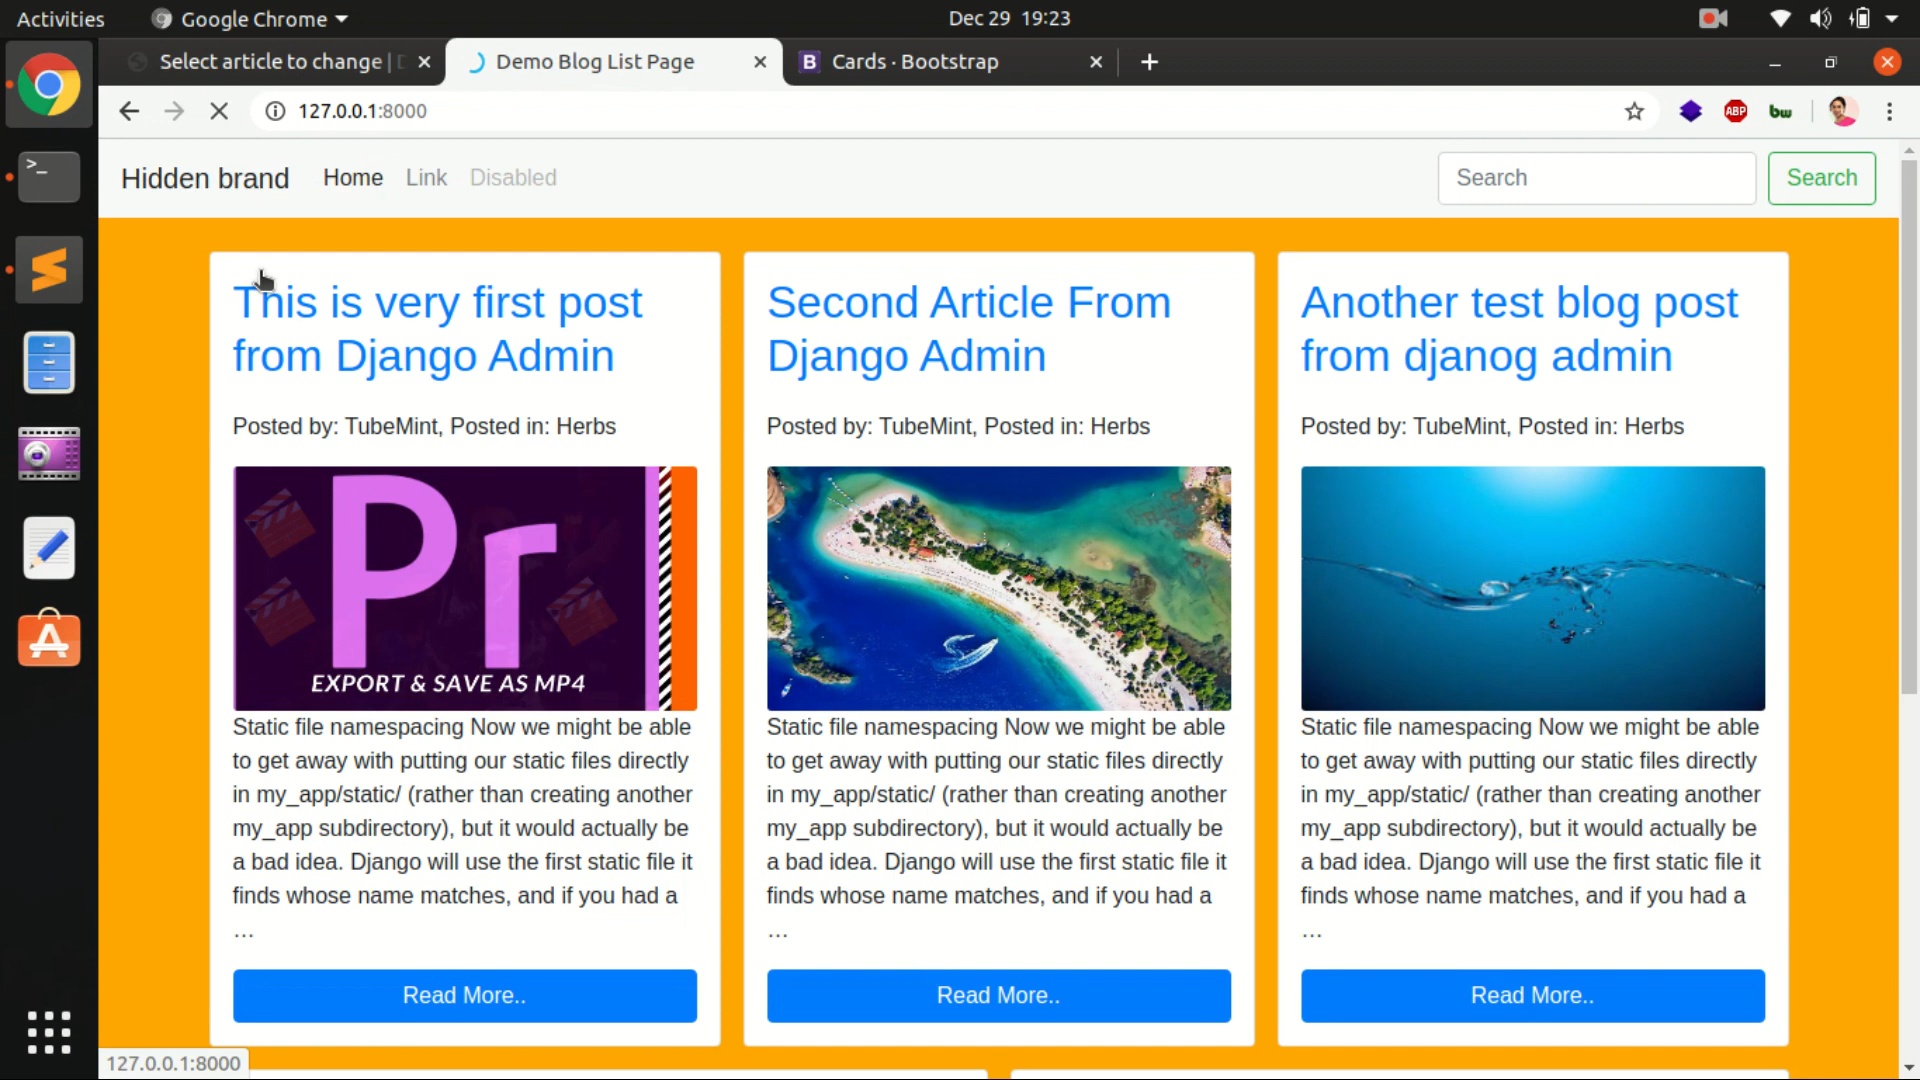 Activities
Google Chrome
Dec 29 19:23
Select article to change | D
Demo Blog List Page
B
Cards · Bootstrap
127.0.0.1:8000
ABP
bw
Hidden brand
Home
Link
Disabled
Search
Search
This is very first post
from Django Admin
Posted by: TubeMint, Posted in: Herbs
Pr
EXPORT & SAVE AS MP4
Static file namespacing Now we might be able
to get away with putting our static files directly
in my_app/static/ (rather than creating another
my_app subdirectory), but it would actually be
a bad idea. Django will use the first static file it
finds whose name matches, and if you had a
…
Read More..
Second Article From
Django Admin
Posted by: TubeMint, Posted in: Herbs
Static file namespacing Now we might be able
to get away with putting our static files directly
in my_app/static/ (rather than creating another
my_app subdirectory), but it would actually be
a bad idea. Django will use the first static file it
finds whose name matches, and if you had a
…
Read More..
Another test blog post
from djanog admin
Posted by: TubeMint, Posted in: Herbs
Static file namespacing Now we might be able
to get away with putting our static files directly
in my_app/static/ (rather than creating another
my_app subdirectory), but it would actually be
a bad idea. Django will use the first static file it
finds whose name matches, and if you had a
…
Read More..
127.0.0.1:8000